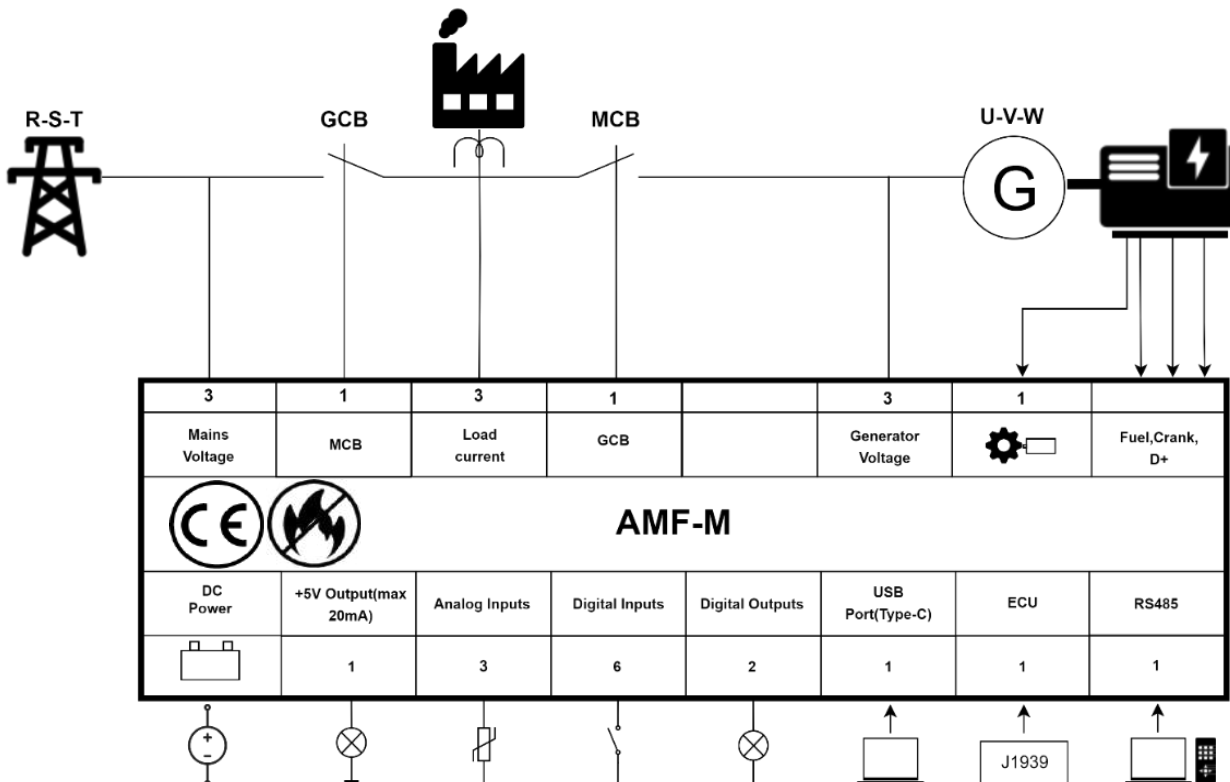 R-S-T
GCB
MCB
U-V-W
G
3
1
3
1
3
1
Mains
Voltage
MCB
Load
current
GCB
Generator
Voltage
Fuel,Crank,
D+
CE
AMF-M
DC
Power
+5V Output(max
20mA)
Analog Inputs
Digital Inputs
Digital Outputs
USB
Port(Type-C)
ECU
RS485
1
3
6
2
1
1
1
+
-
J1939